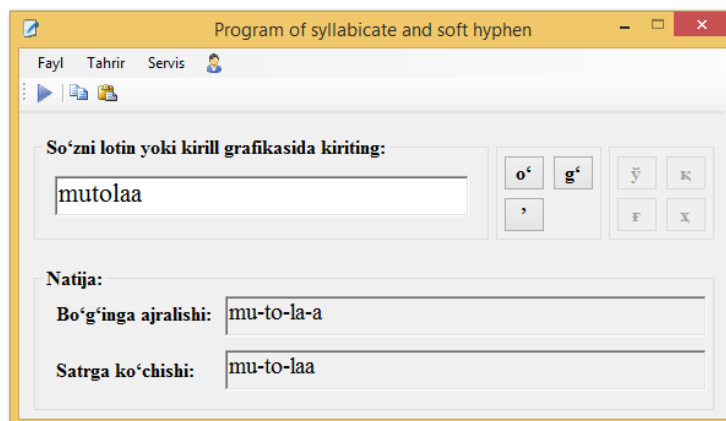 Program of syllabicate and soft hyphen
Fayl Tahrir Servis
So‘zni lotin yoki kirill grafikasida kiriting:
mutolaa
o‘ g‘ ў қ
’ ғ ҳ
Natija:
Bo‘g‘inga ajralishi: mu-to-la-a
Satrga ko‘chishi: mu-to-laa